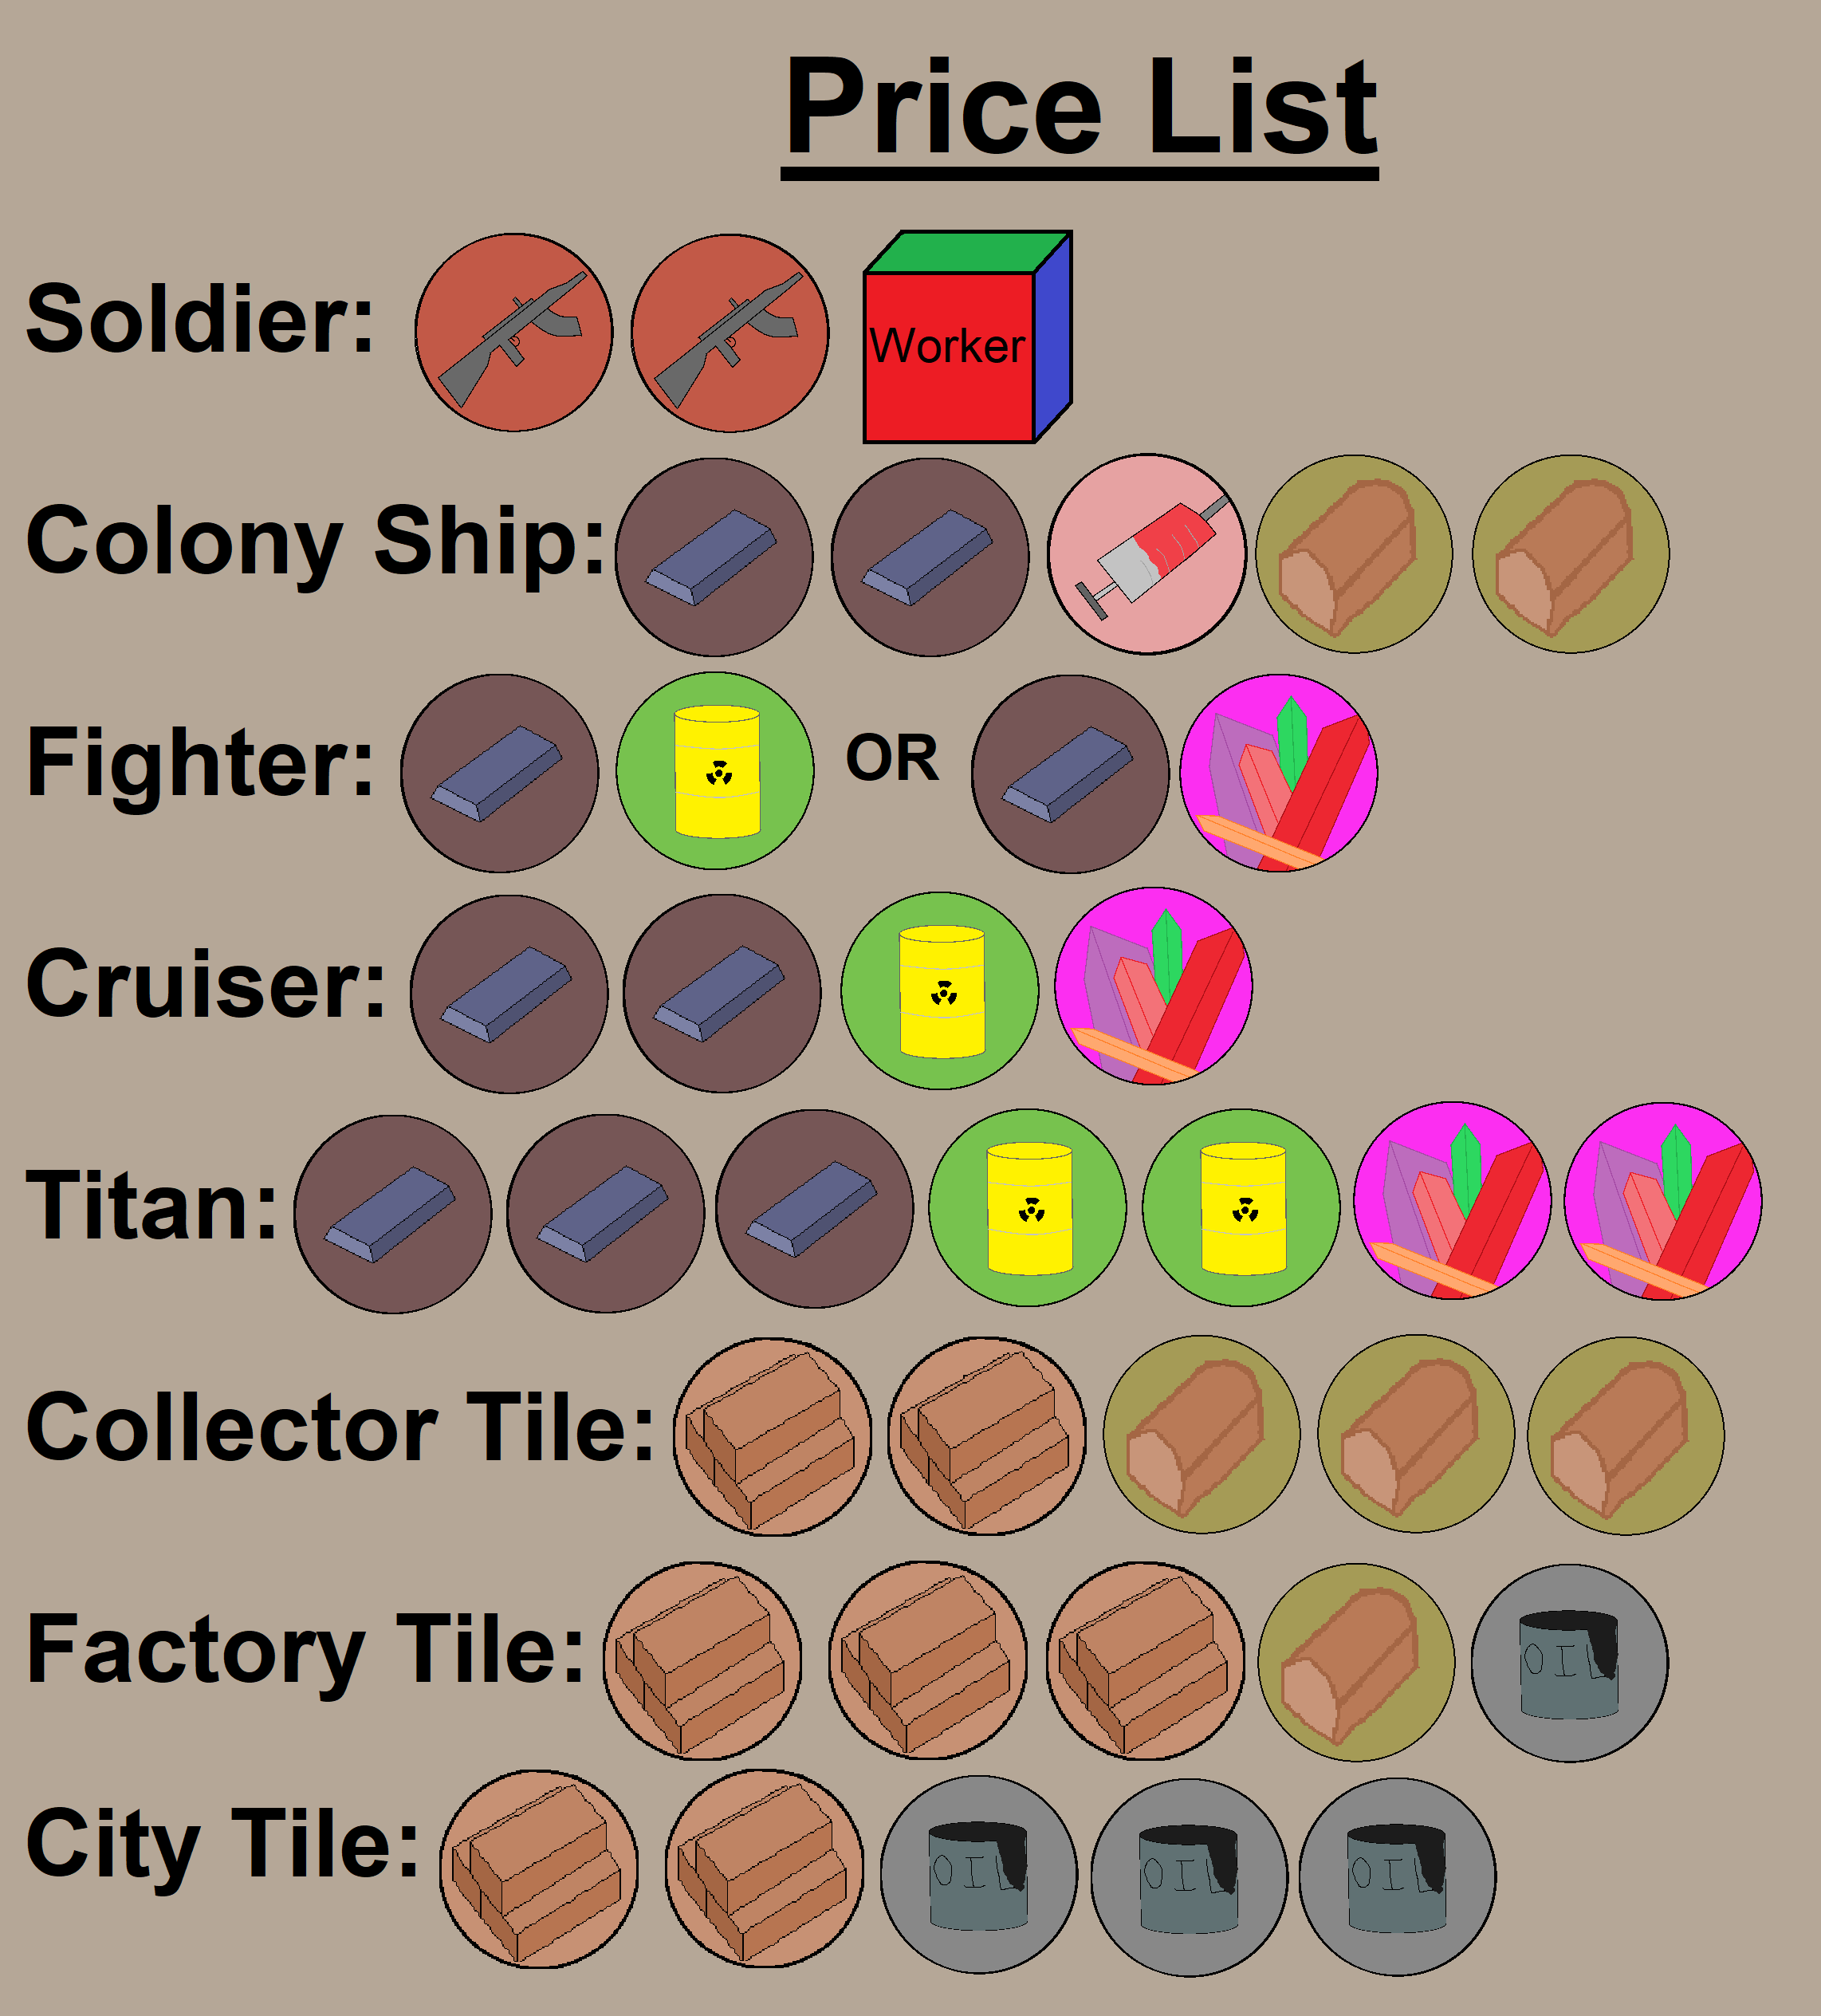 Price List
Soldier:
Worker
Colony Ship:
Fighter:
OR
Cruiser:
Titan:
Collector Tile:
Factory Tile:
OIL
City Tile:
OIL
OIL
OIL